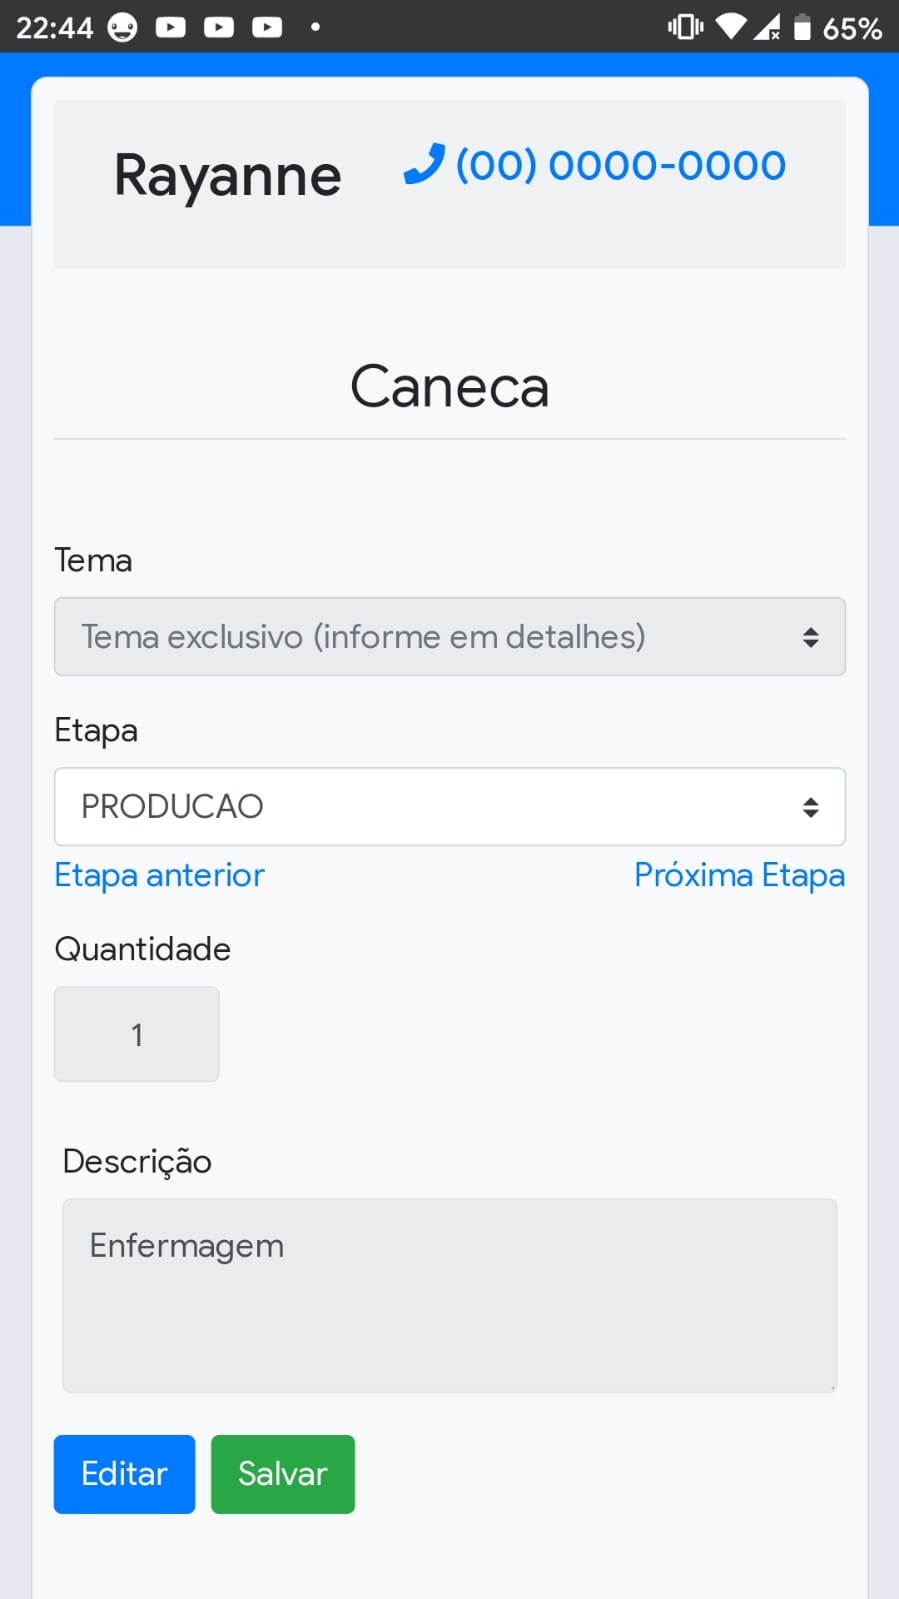 22:44
65%
Rayanne
(00) 0000-0000
Caneca
Tema
Tema exclusivo (informe em detalhes)
Etapa
PRODUCAO
Etapa anterior
Próxima Etapa
Quantidade
1
Descrição
Enfermagem
Editar
Salvar